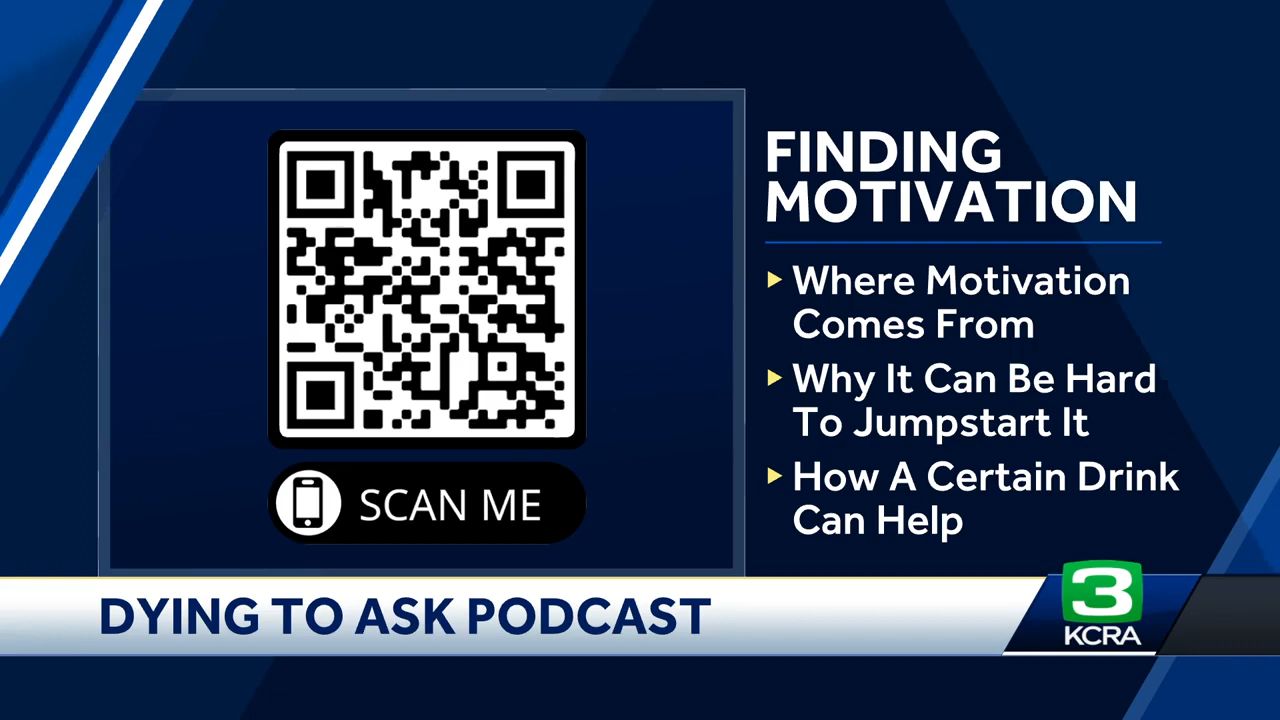 FINDING
MOTIVATION
Where Motivation
Comes From
Why It Can Be Hard
To Jumpstart It
How A Certain Drink
Can Help
SCAN ME
DYING TO ASK PODCAST
3
KCRA